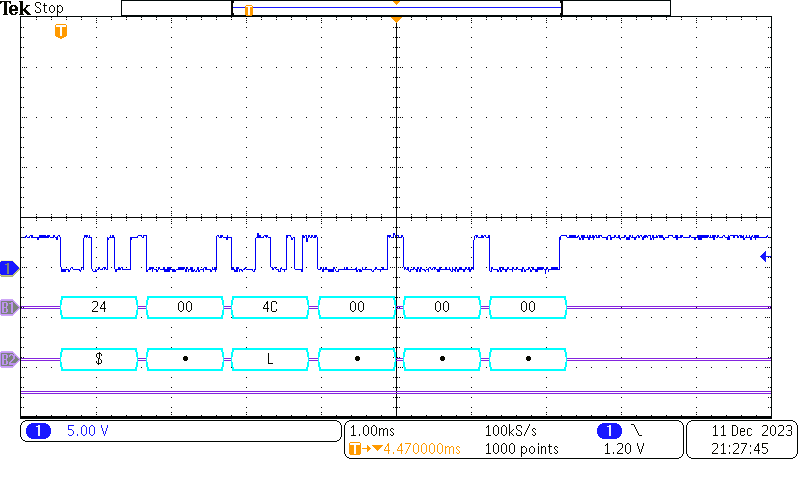 Tek Stop
T
T
1
B1 24 00 4C 00 00 00
B2 $ • L • • •
1 5.00 V 1.00ms 100kS/s 1 11 Dec 2023
T→▼4.470000ms 1000 points 1.20 V 21:27:45